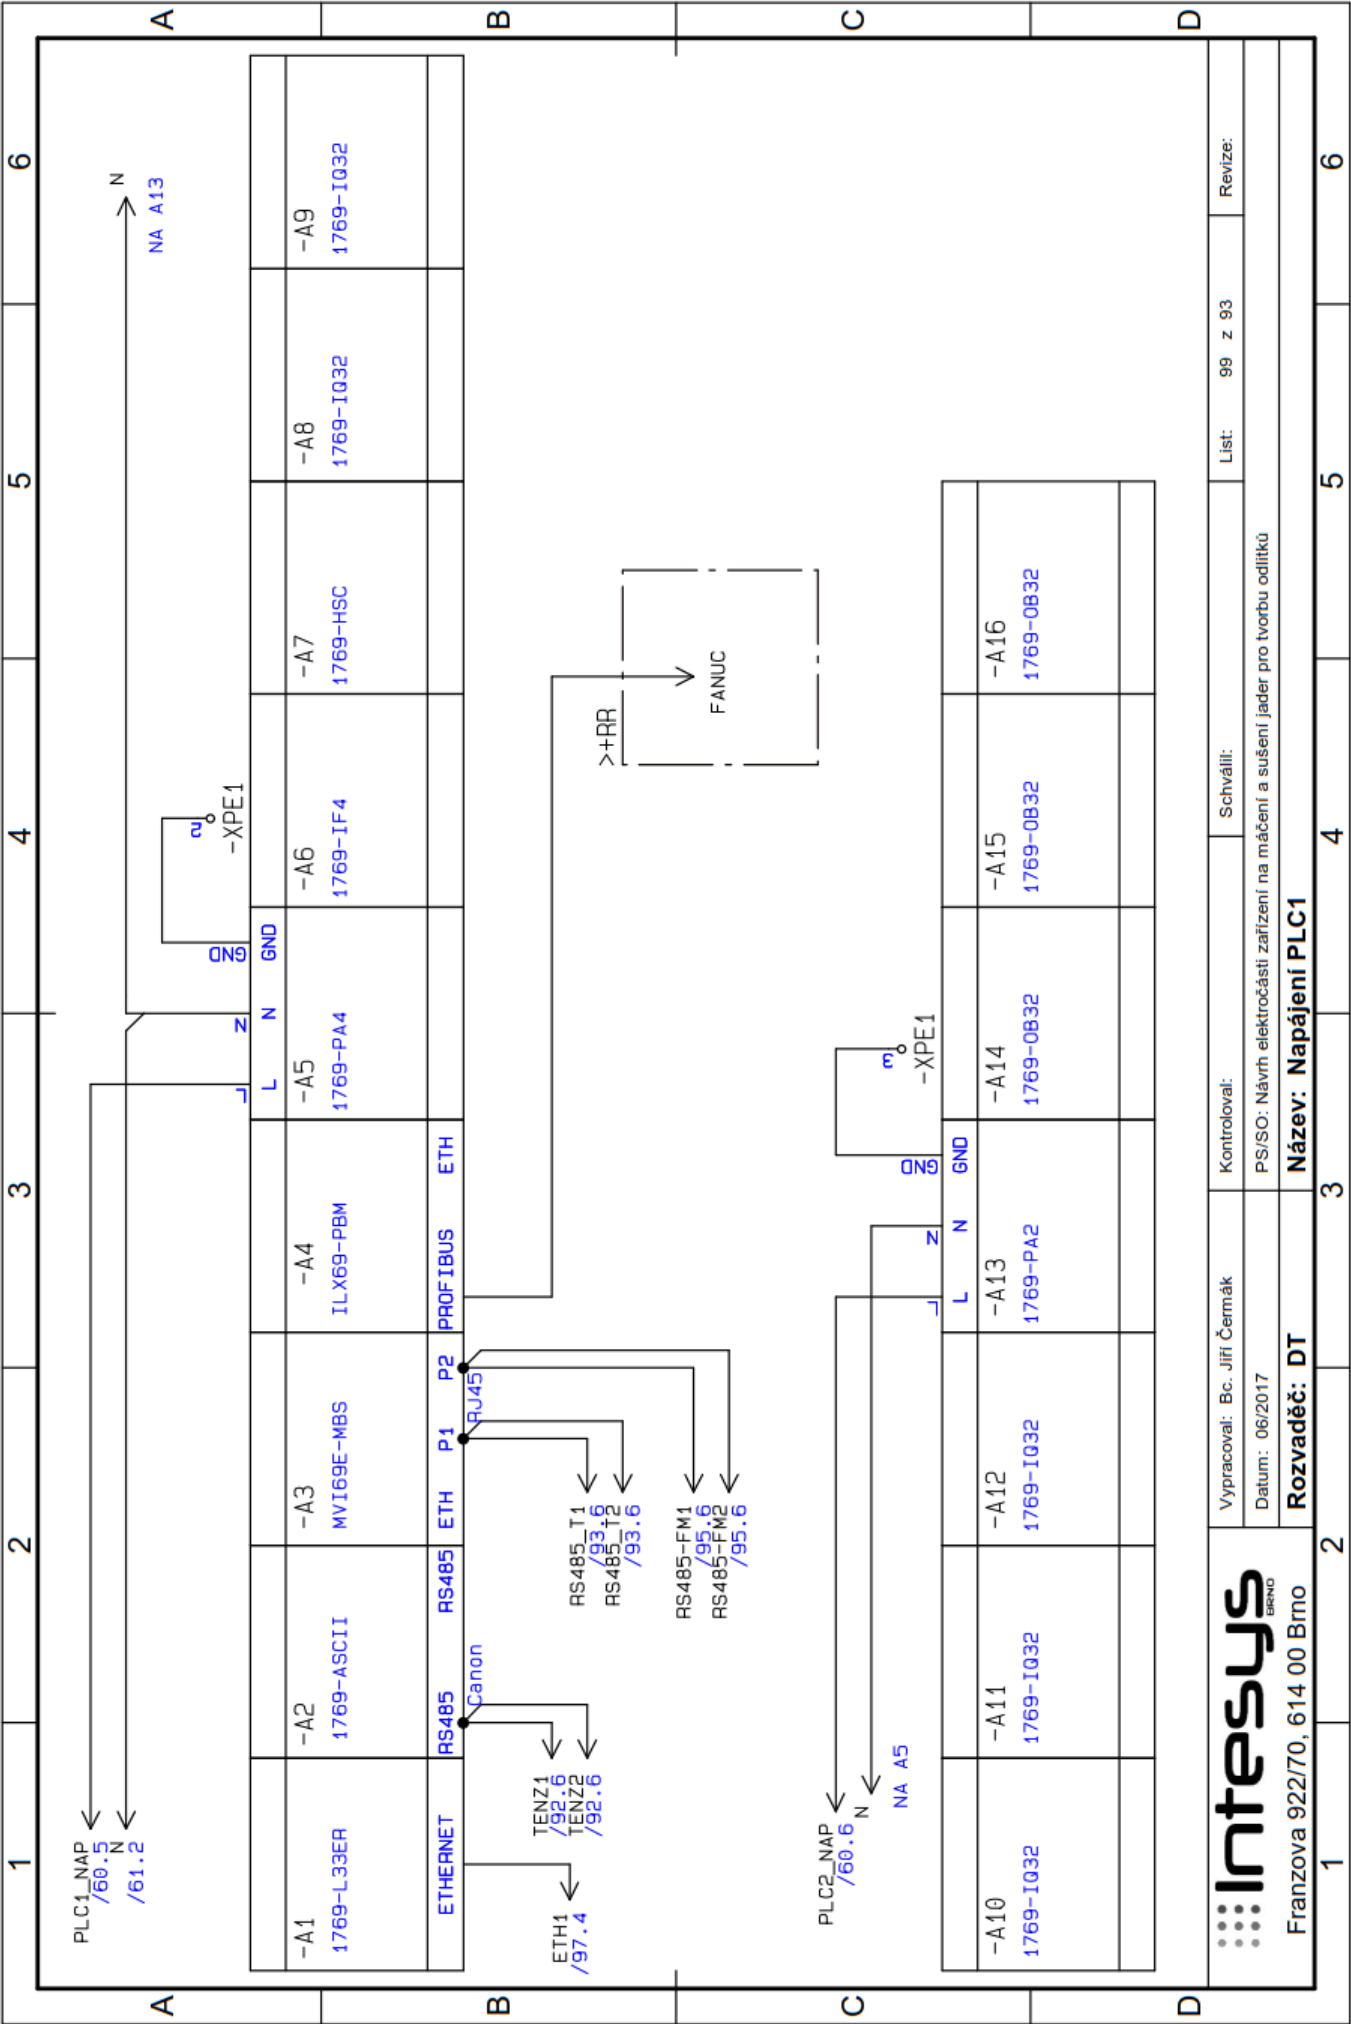 1 2 3 4 5 6
A
B
C
D
PLC1_NAP
/60.5
N
/61.2
N
NA A13
L N GND
2
-XPE1
L N GND
-A1
1769-L33ER
ETHERNET
-A2
1769-ASCII
RS485 RS485
-A3
MVI69E-MBS
ETH P1 P2
-A4
ILX69-PBM
PROFIBUS ETH
-A5
1769-PA4
-A6
1769-IF4
-A7
1769-HSC
-A8
1769-IQ32
-A9
1769-IQ32
Canon
RJ45
ETH1
/97.4
TENZ1
/92.6
TENZ2
/92.6
RS485_T1
/93.6
RS485_T2
/93.6
RS485-FM1
/95.6
RS485-FM2
/95.6
>+RR
FANUC
PLC2_NAP
/60.6
N
NA A5
L N GND
3
-XPE1
L N GND
-A10
1769-IQ32
-A11
1769-IQ32
-A12
1769-IQ32
-A13
1769-PA2
-A14
1769-OB32
-A15
1769-OB32
-A16
1769-OB32
Intesys
BRNO
Franzova 922/70, 614 00 Brno
Vypracoval: Bc. Jiří Čermák
Kontroloval:
Schválil:
List: 99 z 93
Revize:
Datum: 06/2017
PS/SO: Návrh elektročásti zařízení na máčení a sušení jader pro tvorbu odlitků
Rozvaděč: DT
Název: Napájení PLC1
A
B
C
D
1 2 3 4 5 6